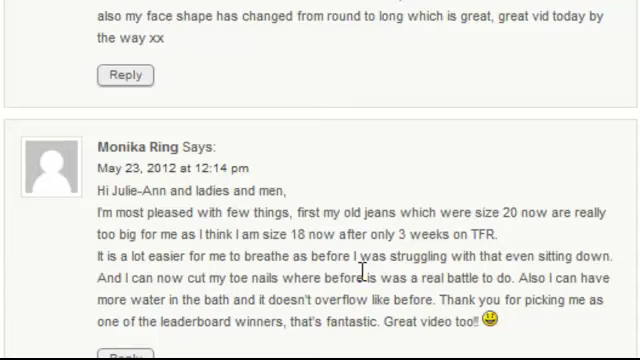 also my face shape has changed from round to long which is great, great vid today by
the way xx
Reply
Monika Ring Says:
May 23, 2012 at 12:14 pm
Hi Julie-Ann and ladies and men,
I'm most pleased with few things, first my old jeans which were size 20 now are really
too big for me as I think I am size 18 now after only 3 weeks on TFR.
It is a lot easier for me to breathe as before I was struggling with that even sitting down.
And I can now cut my toe nails where before is was a real battle to do. Also I can have
more water in the bath and it doesn't overflow like before. Thank you for picking me as
one of the leaderboard winners, that's fantastic. Great video too!!
Reply